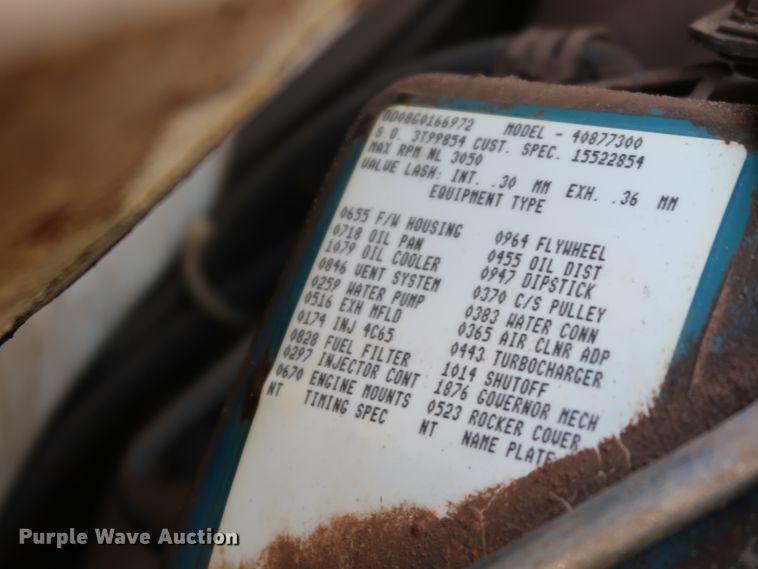 DD08G0166972 MODEL - 40877300
S.O. 3T99854 CUST. SPEC. 15522854
MAX RPM NL 3050
VALVE LASH: INT. .30 MM EXH. .36 MM
EQUIPMENT TYPE
0655 F/W HOUSING 0964 FLYWHEEL
0718 OIL PAN 0455 OIL DIST
1079 OIL COOLER 0947 DIPSTICK
0846 VENT SYSTEM 0370 C/S PULLEY
0259 WATER PUMP 0383 WATER CONN
0516 EXH MFLD 0365 AIR CLNR ADP
0174 INJ 4C65 0443 TURBOCHARGER
0828 FUEL FILTER 1014 SHUTOFF
0297 INJECTOR CONT 1876 GOVERNOR MECH
0670 ENGINE MOUNTS 0523 ROCKER COVER
NT TIMING SPEC NT NAME PLATE
Purple Wave Auction